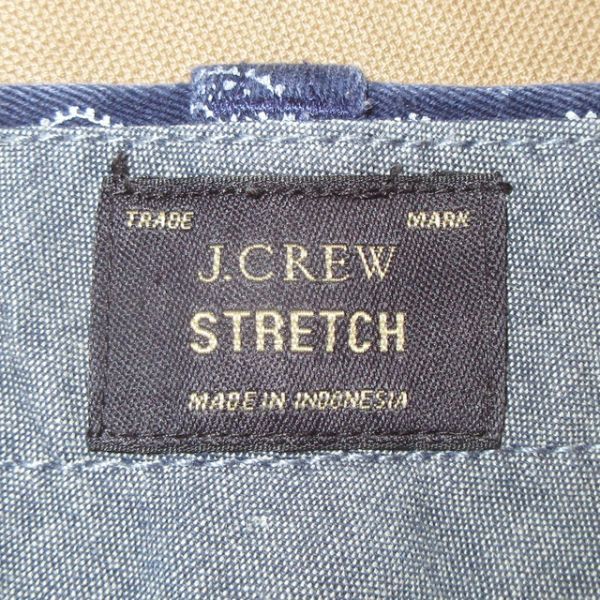 TRADE MARK
J.CREW
STRETCH
MADE IN INDONESIA